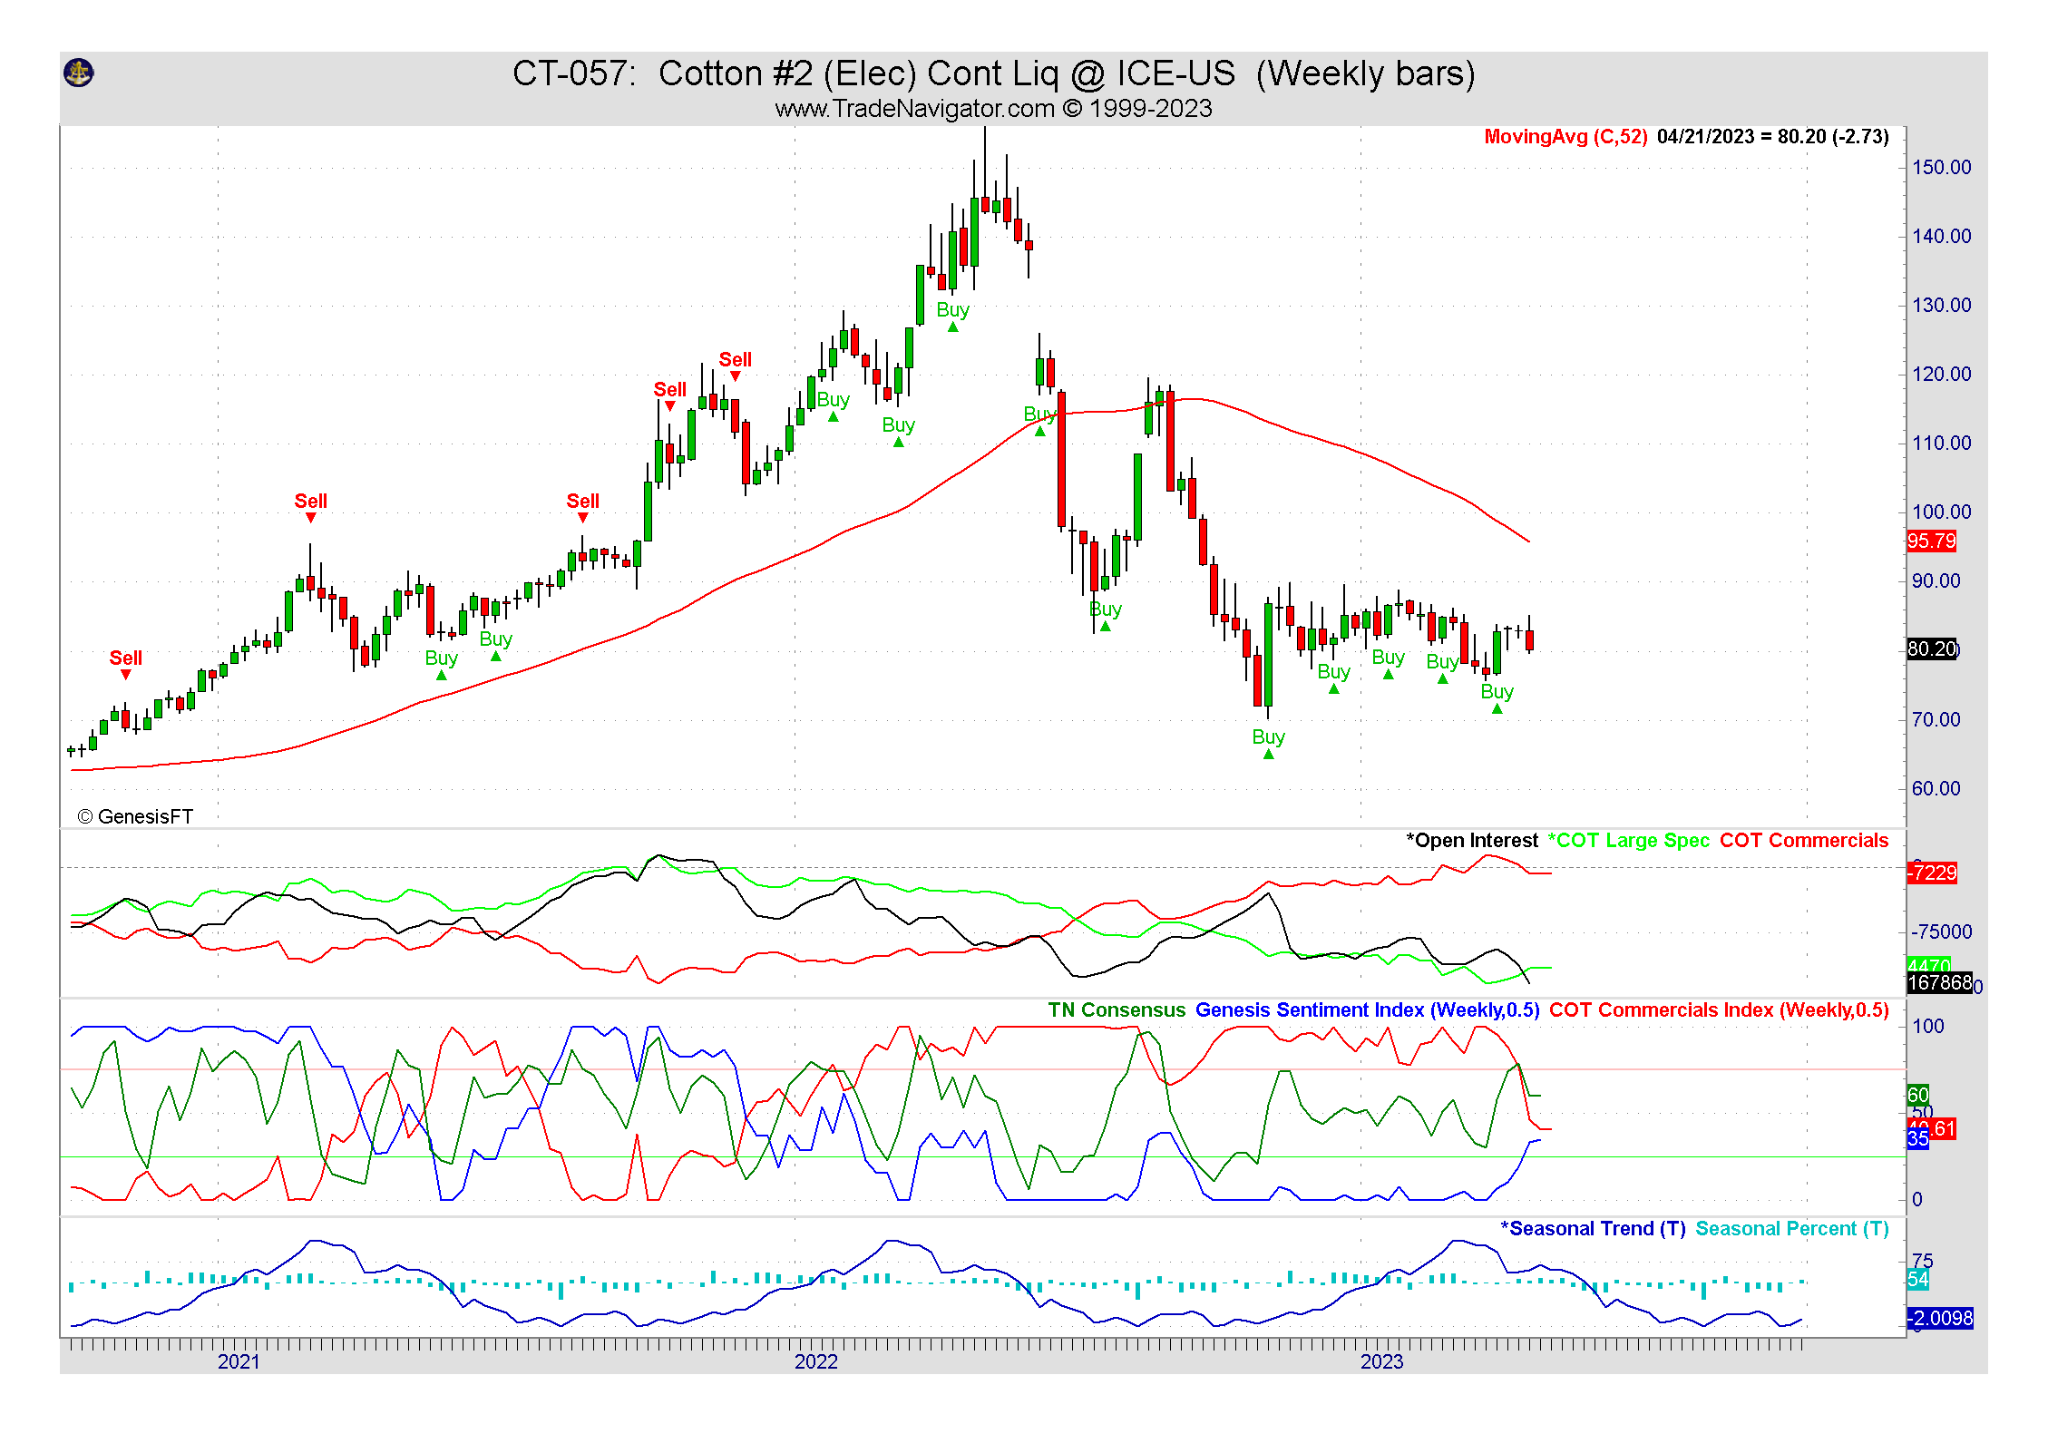 CT-057:  Cotton #2 (Elec) Cont Liq @ ICE-US  (Weekly bars)
www.TradeNavigator.com © 1999-2023
MovingAvg (C,52) 04/21/2023 = 80.20 (-2.73)
150.00
140.00
130.00
Buy
120.00
Sell
Sell
Buy
Buy
Buy
110.00
100.00
Sell
Sell
95.79
90.00
Buy
Buy
80.20
Sell
Buy
Buy
Buy
Buy
Buy
70.00
Buy
60.00
© GenesisFT
*Open Interest *COT Large Spec COT Commercials
-7229
-75000
4470
167868
0
TN Consensus Genesis Sentiment Index (Weekly,0.5) COT Commercials Index (Weekly,0.5)
100
60
50
.61
35
0
*Seasonal Trend (T) Seasonal Percent (T)
75
54
-2.0098
2021 2022 2023